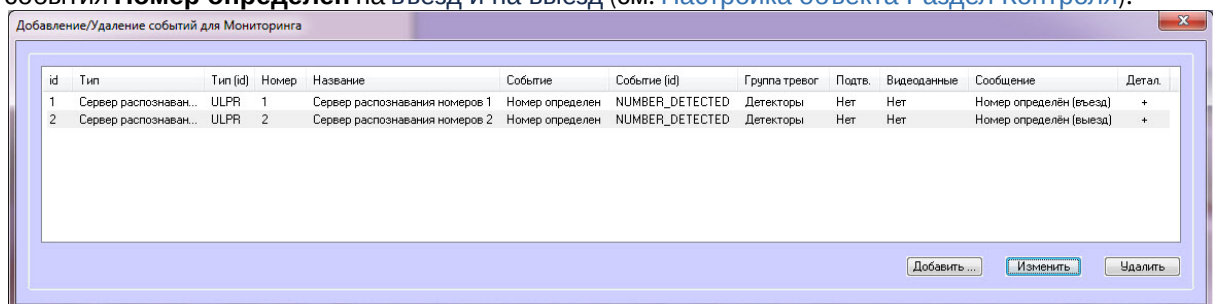 события Номер определен на въезд и на выезд (см. Настройка объекта Раздел Контроля).
Добавление/Удаление событий для Мониторинга
id Тип Тип (id) Номер Название Событие Событие (id) Группа тревог Подтв. Видеоданные Сообщение Детал.
1 Сервер распознаван... ULPR 1 Сервер распознавания номеров 1 Номер определен NUMBER_DETECTED Детекторы Нет Нет Номер определён (въезд) +
2 Сервер распознаван... ULPR 2 Сервер распознавания номеров 2 Номер определен NUMBER_DETECTED Детекторы Нет Нет Номер определён (выезд) +
Добавить ... Изменить Удалить